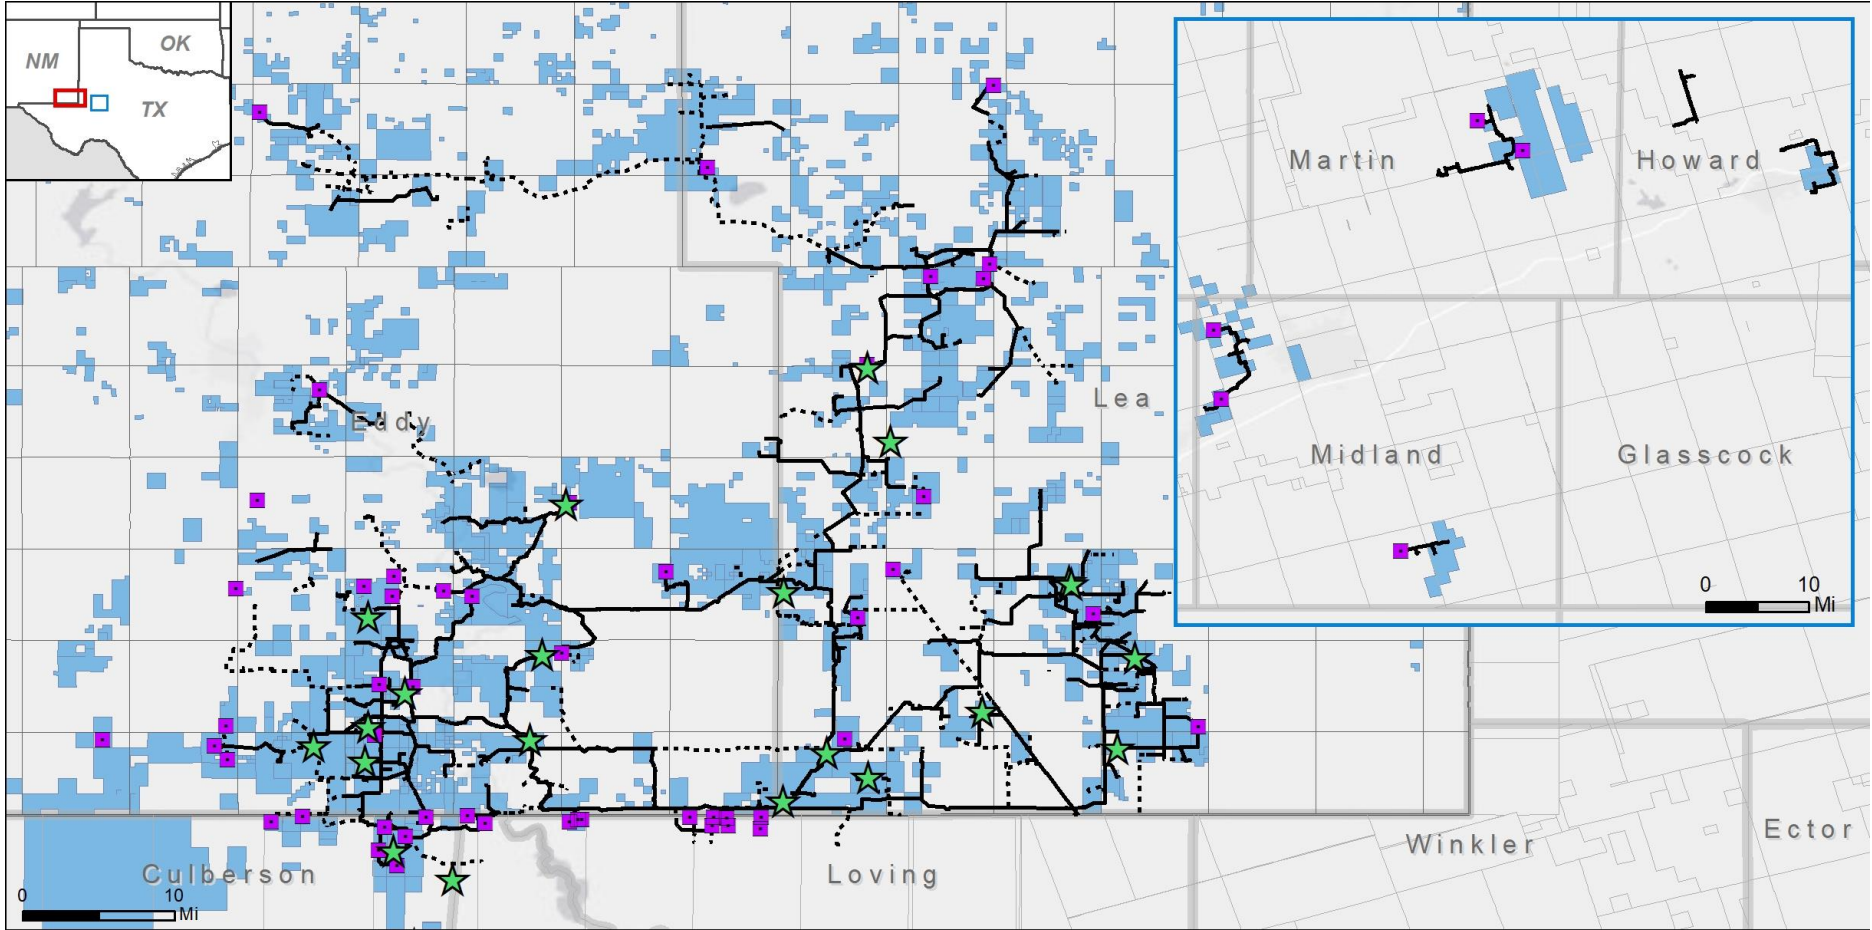 OK
NM
TX
Martin
Howard
Lea
Eddy
Midland
Glasscock
0 10
Mi
Ector
Winkler
Culberson
Loving
0 10
Mi